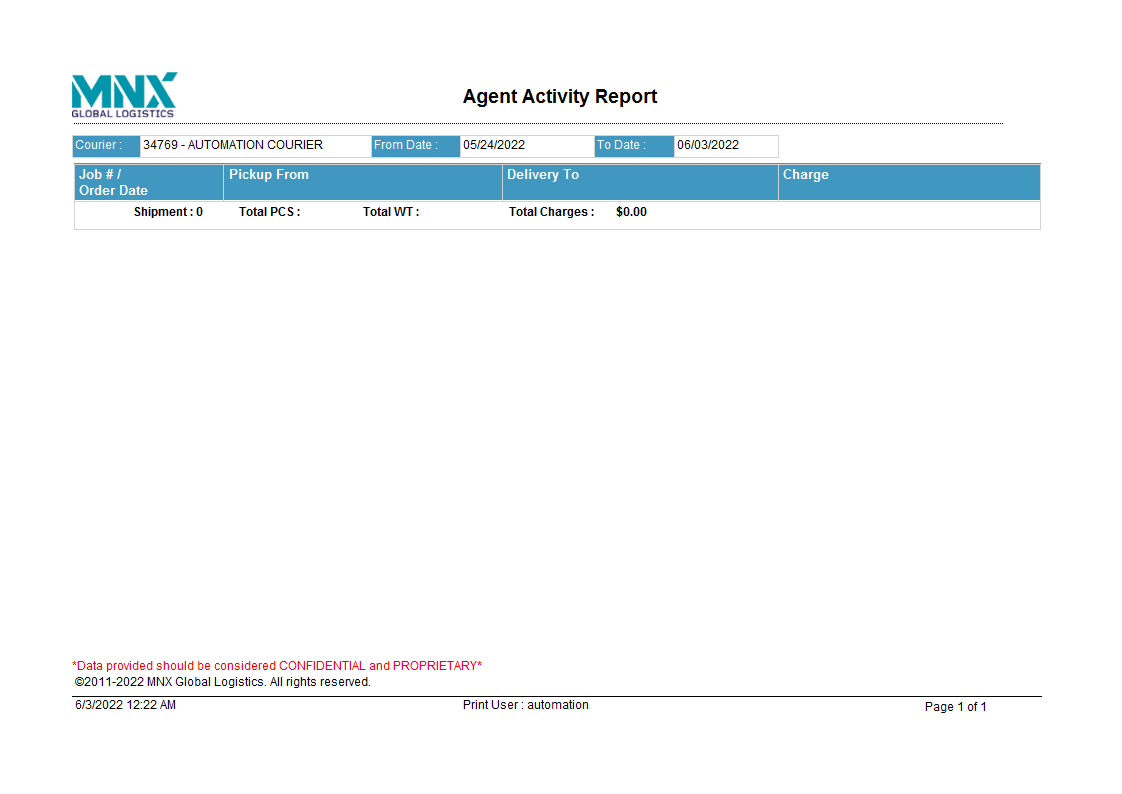 MNX
GLOBAL LOGISTICS
Agent Activity Report
Courier : 34769 - AUTOMATION COURIER From Date : 05/24/2022 To Date : 06/03/2022
Job # / Pickup From Delivery To Charge
Order Date
Shipment : 0 Total PCS : Total WT : Total Charges : $0.00
*Data provided should be considered CONFIDENTIAL and PROPRIETARY*
©2011-2022 MNX Global Logistics. All rights reserved.
6/3/2022 12:22 AM Print User : automation Page 1 of 1